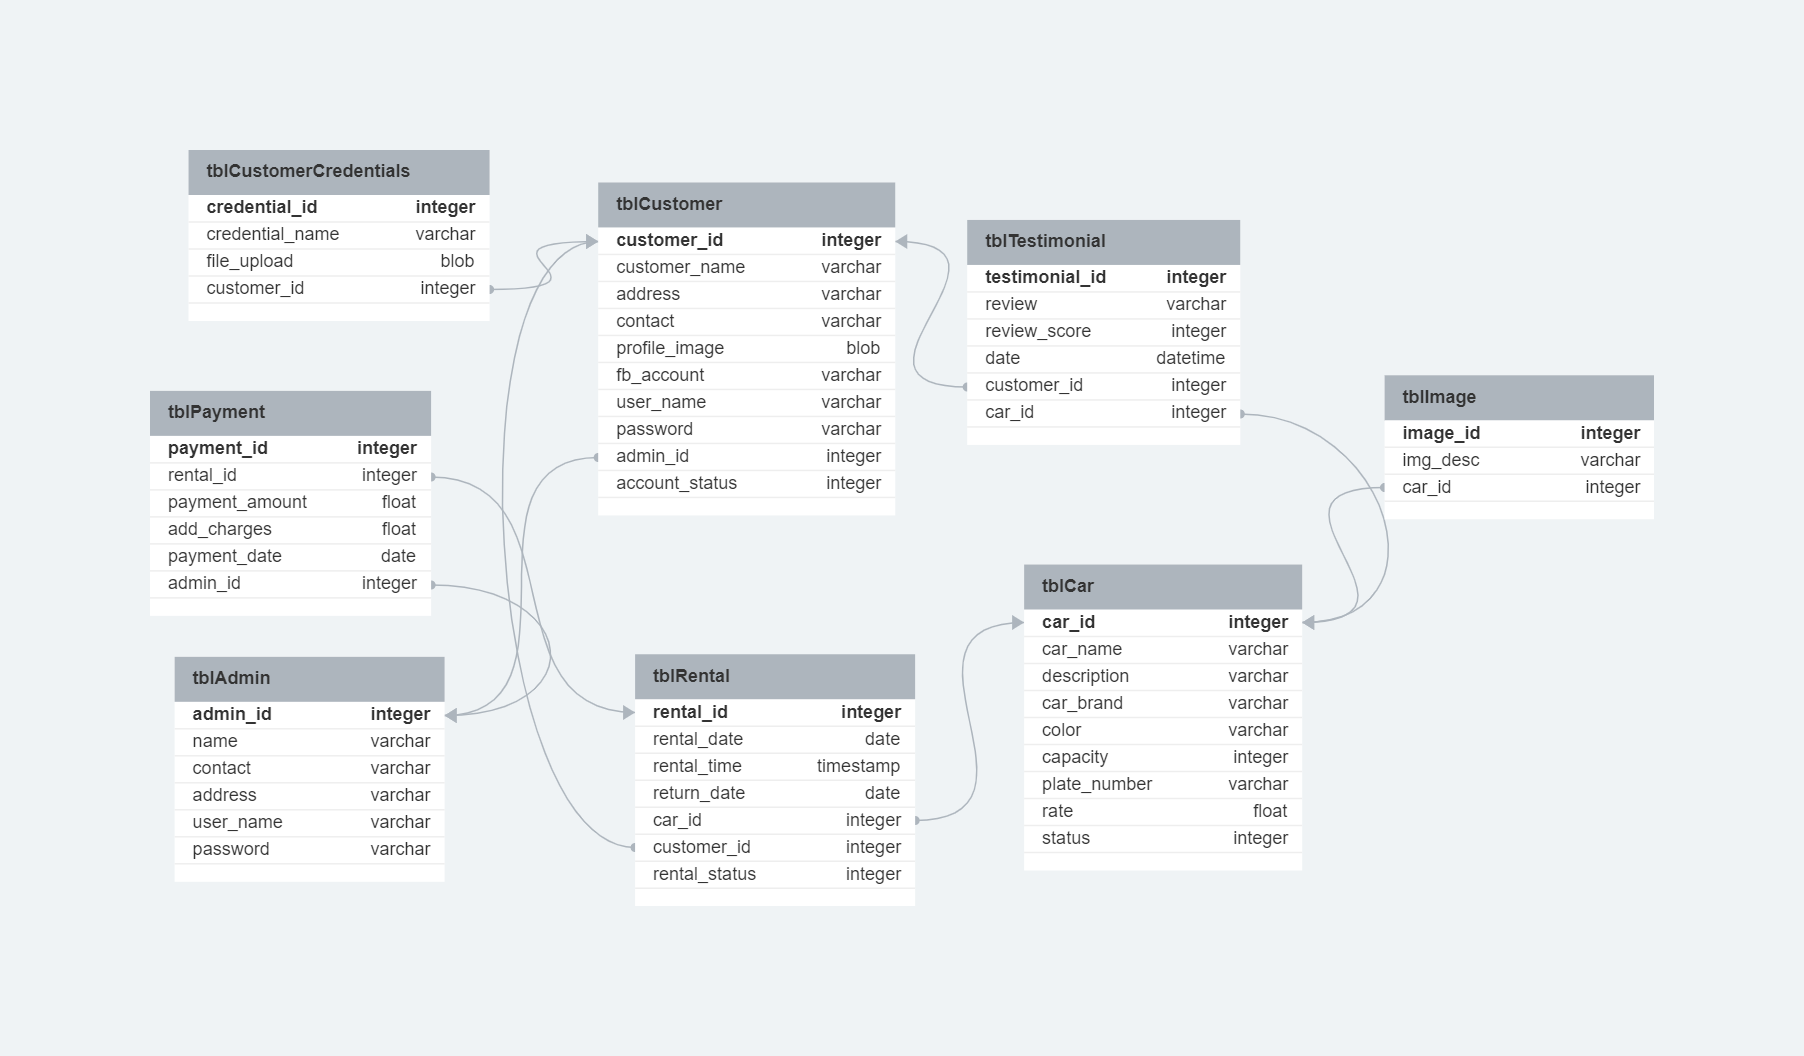 tblCustomerCredentials
credential_id integer
credential_name varchar
file_upload blob
customer_id integer
tblCustomer
customer_id integer
customer_name varchar
address varchar
contact varchar
profile_image blob
fb_account varchar
user_name varchar
password varchar
admin_id integer
account_status integer
tblTestimonial
testimonial_id integer
review varchar
review_score integer
date datetime
customer_id integer
car_id integer
tblImage
image_id integer
img_desc varchar
car_id integer
tblPayment
payment_id integer
rental_id integer
payment_amount float
add_charges float
payment_date date
admin_id integer
tblAdmin
admin_id integer
name varchar
contact varchar
address varchar
user_name varchar
password varchar
tblRental
rental_id integer
rental_date date
rental_time timestamp
return_date date
car_id integer
customer_id integer
rental_status integer
tblCar
car_id integer
car_name varchar
description varchar
car_brand varchar
color varchar
capacity integer
plate_number varchar
rate float
status integer